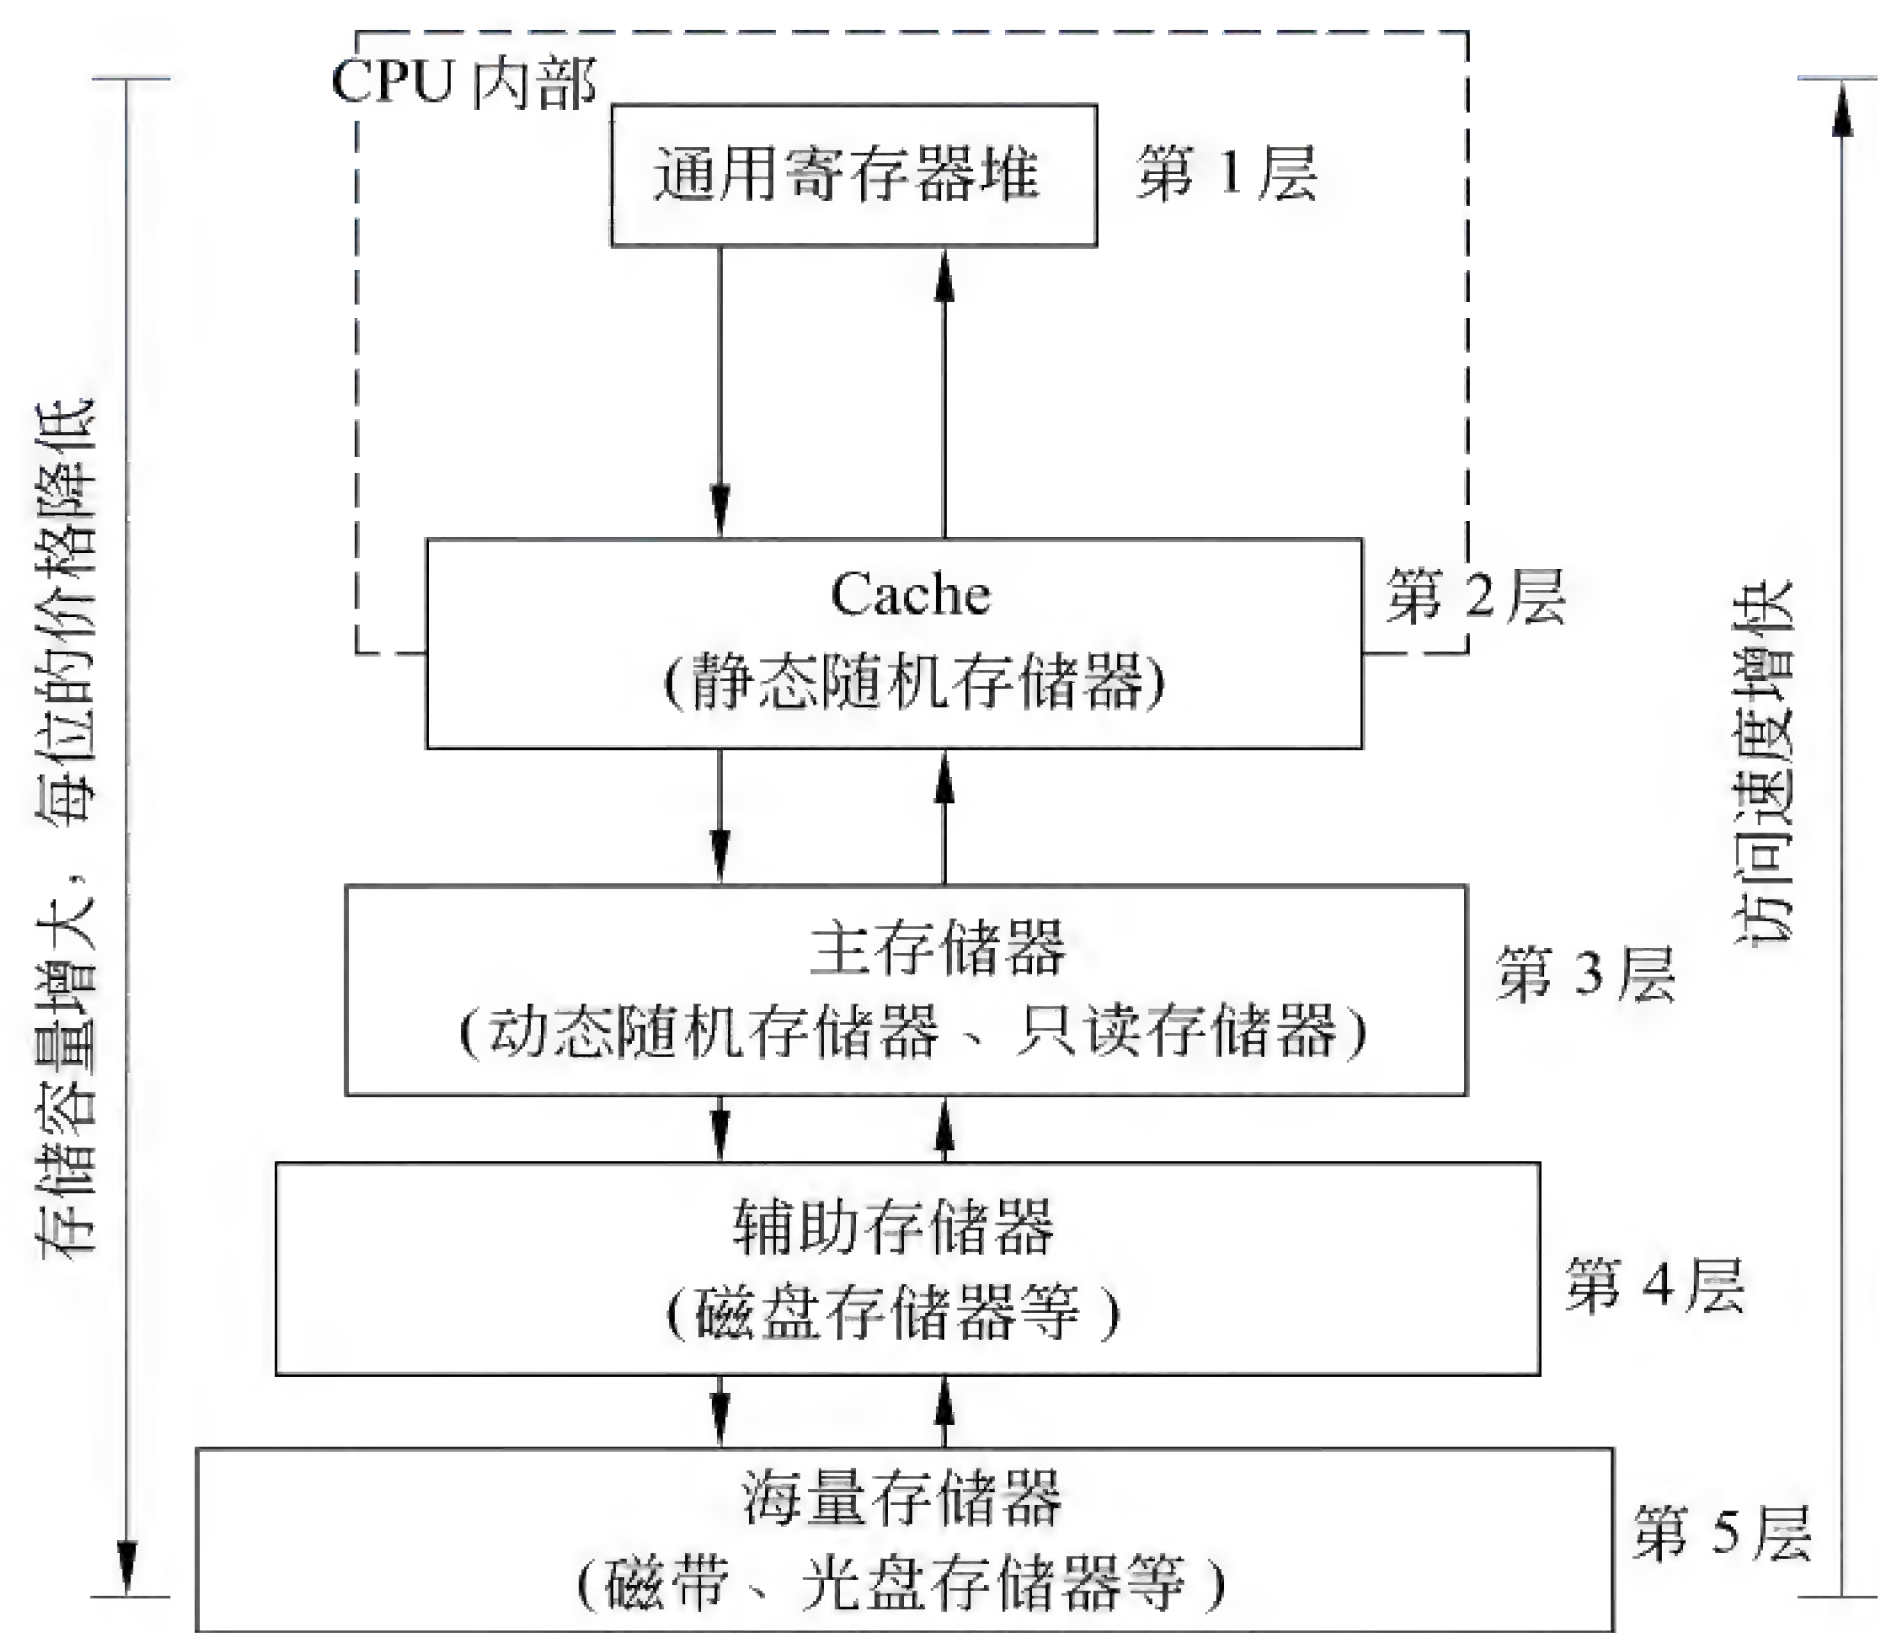 CPU 内部
通用寄存器堆
第 1 层
Cache
(静态随机存储器)
第 2 层
主存储器
(动态随机存储器、只读存储器)
第 3 层
辅助存储器
(磁盘存储器等)
第 4 层
海量存储器
(磁带、光盘存储器等)
第 5 层
存储容量增大，每位的价格降低
访问速度增快